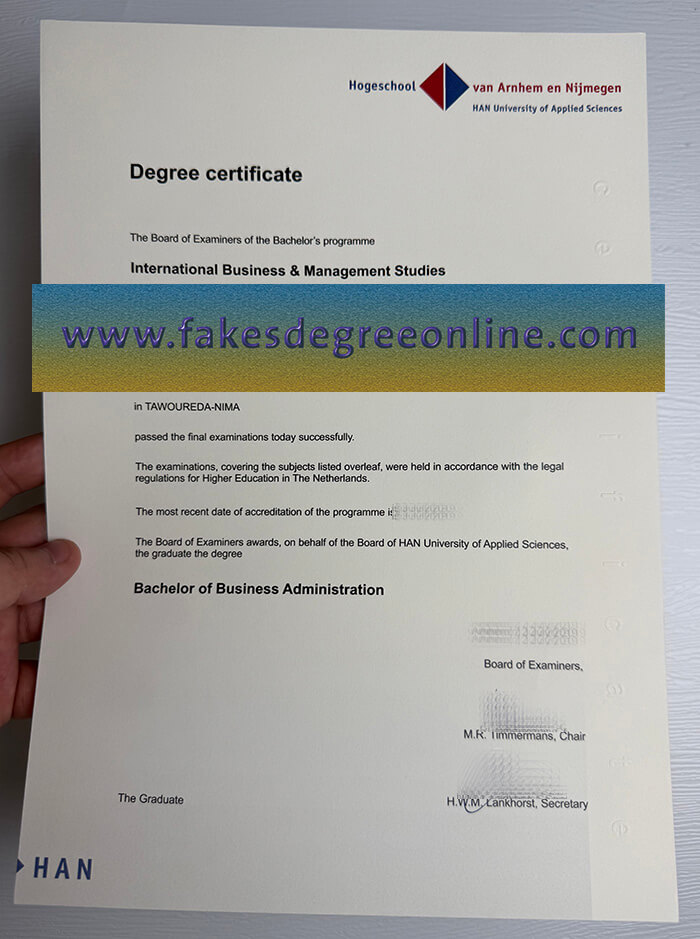 Hogeschool van Arnhem en Nijmegen
HAN University of Applied Sciences
Degree certificate
The Board of Examiners of the Bachelor's programme
International Business & Management Studies
www.fakesdegreeonline.com
in TAWOUREDA-NIMA
passed the final examinations today successfully.
The examinations, covering the subjects listed overleaf, were held in accordance with the legal
regulations for Higher Education in The Netherlands.
The most recent date of accreditation of the programme is
The Board of Examiners awards, on behalf of the Board of HAN University of Applied Sciences,
the graduate the degree
Bachelor of Business Administration
Board of Examiners,
M.R. Timmermans, Chair
The Graduate
H.W.M. Lankhorst, Secretary
HAN